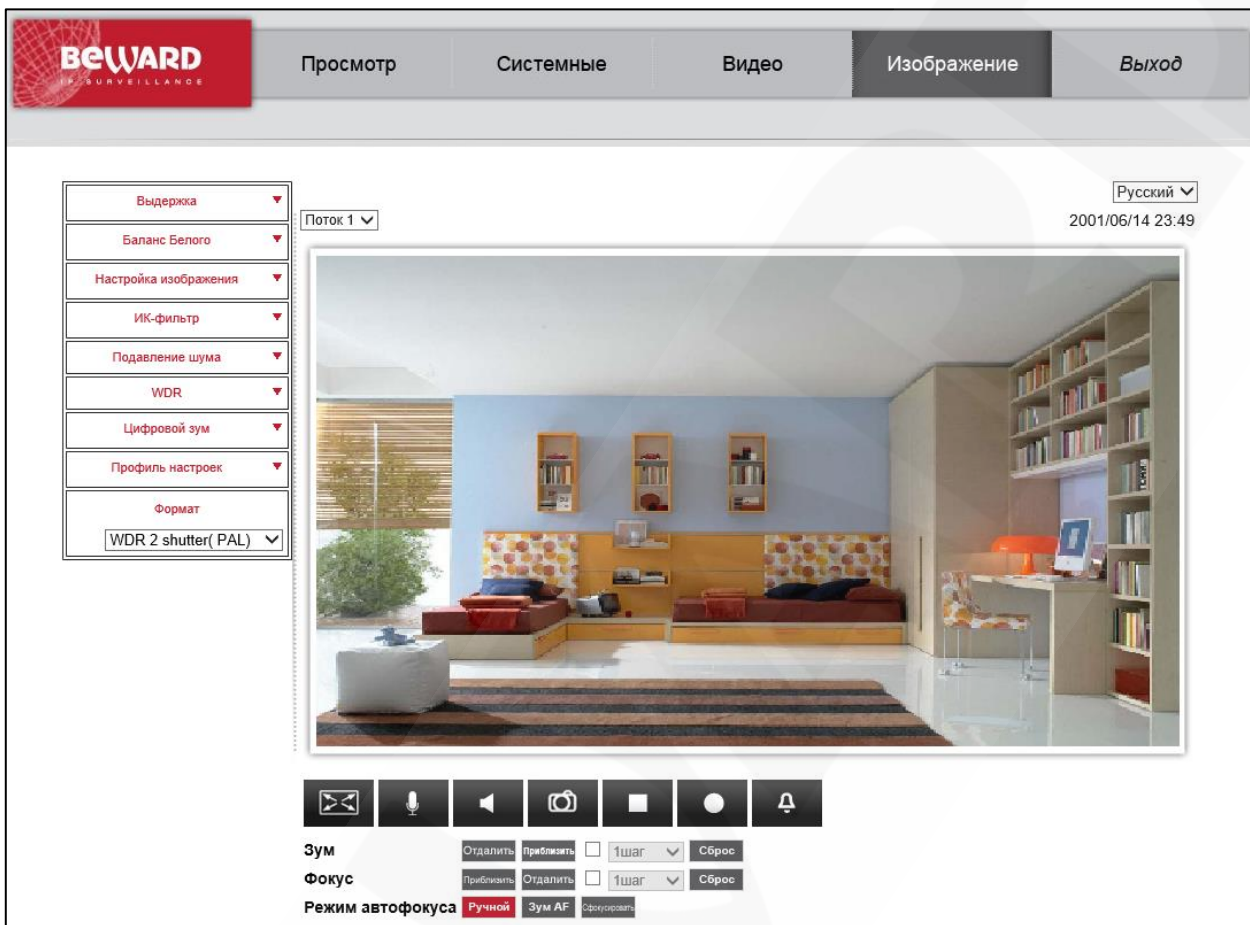 BEWARD
IP SURVEILLANCE
Просмотр
Системные
Видео
Изображение
Выход
Русский
2001/06/14 23:49
Поток 1
Выдержка
Баланс Белого
Настройка изображения
ИК-фильтр
Подавление шума
WDR
Цифровой зум
Профиль настроек
Формат
WDR 2 shutter( PAL)
Зум Отдалить Приблизить 1шаг Сброс
Фокус Приблизить Отдалить 1шаг Сброс
Режим автофокуса Ручной Зум AF Сфокусировать